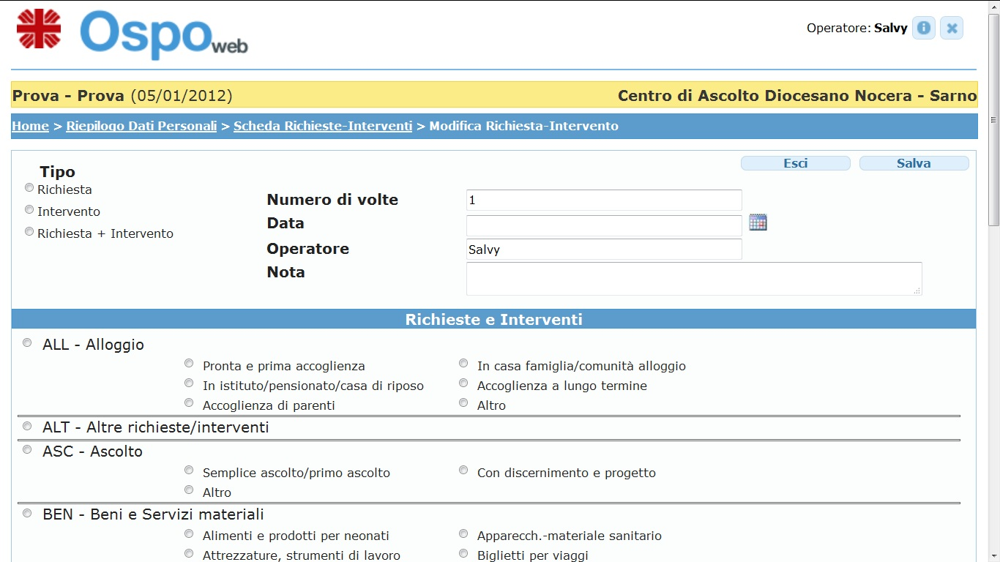 Ospoweb
Operatore: Salvy
Prova - Prova (05/01/2012) Centro di Ascolto Diocesano Nocera - Sarno
Home > Riepilogo Dati Personali > Scheda Richieste-Interventi > Modifica Richiesta-Intervento
Esci Salva
Tipo
Richiesta
Intervento
Richiesta + Intervento
Numero di volte 1
Data
Operatore Salvy
Nota
Richieste e Interventi
ALL - Alloggio
Pronta e prima accoglienza In casa famiglia/comunità alloggio
In istituto/pensionato/casa di riposo Accoglienza a lungo termine
Accoglienza di parenti Altro
ALT - Altre richieste/interventi
ASC - Ascolto
Semplice ascolto/primo ascolto Con discernimento e progetto
Altro
BEN - Beni e Servizi materiali
Alimenti e prodotti per neonati Apparecch.-materiale sanitario
Attrezzature, strumenti di lavoro Biglietti per viaggi